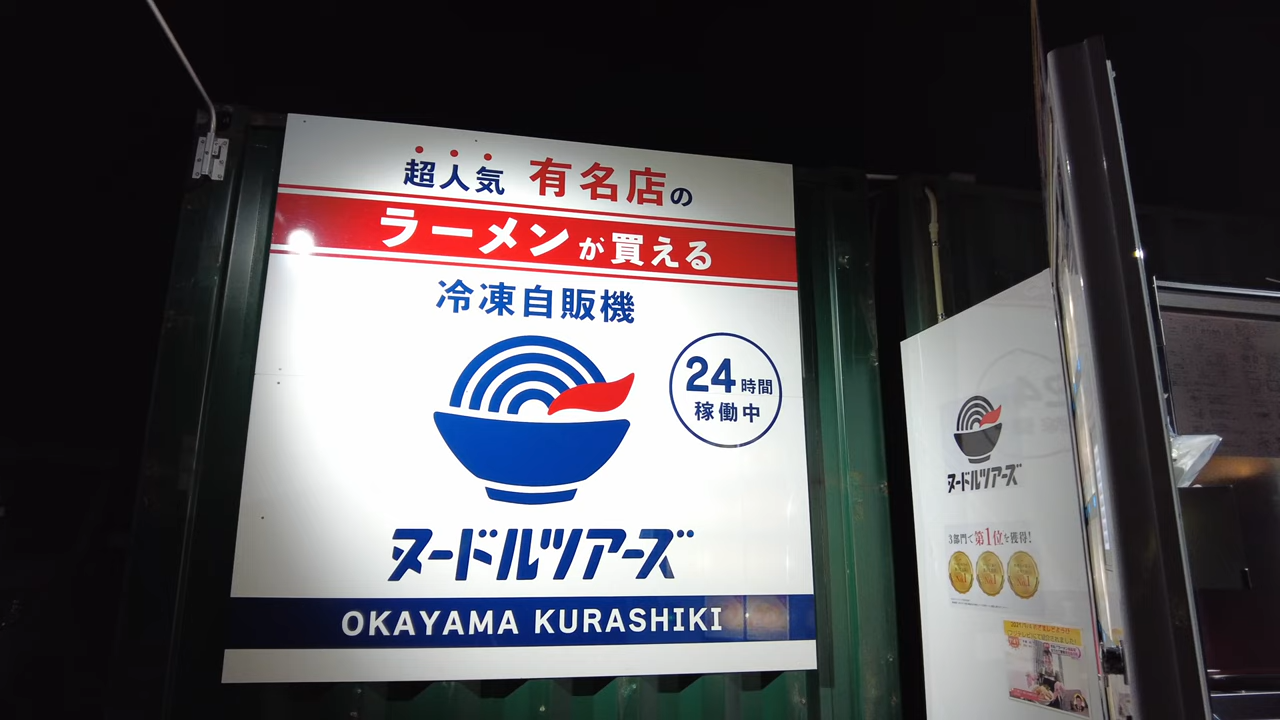 超人気 有名店の
ラーメンが買える
冷凍自販機
24時間
稼働中
ヌードルツアーズ
OKAYAMA KURASHIKI
ヌードルツアーズ
3部門で第1位を獲得!